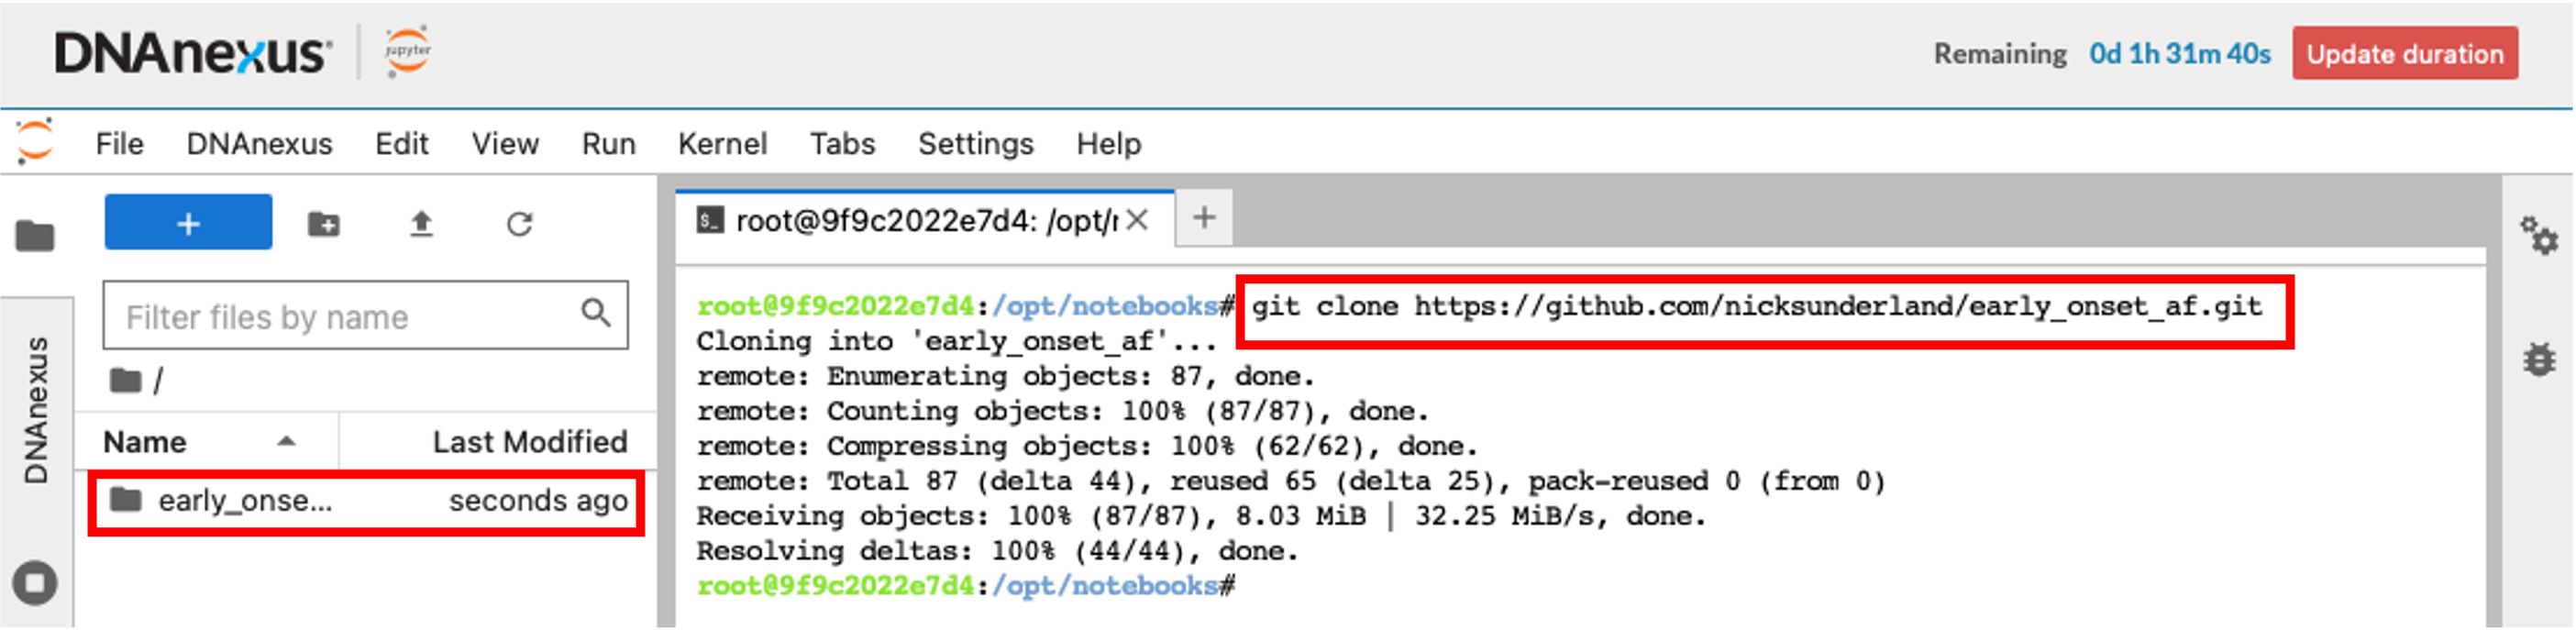 DNAnexus® jupyter Remaining 0d 1h 31m 40s Update duration
File DNAnexus Edit View Run Kernel Tabs Settings Help
+
Filter files by name
/
Name Last Modified
early_onse... seconds ago
DNAnexus
$_ root@9f9c2022e7d4: /opt/r × +
root@9f9c2022e7d4:/opt/notebooks# git clone https://github.com/nicksunderland/early_onset_af.git
Cloning into 'early_onset_af'...
remote: Enumerating objects: 87, done.
remote: Counting objects: 100% (87/87), done.
remote: Compressing objects: 100% (62/62), done.
remote: Total 87 (delta 44), reused 65 (delta 25), pack-reused 0 (from 0)
Receiving objects: 100% (87/87), 8.03 MiB | 32.25 MiB/s, done.
Resolving deltas: 100% (44/44), done.
root@9f9c2022e7d4:/opt/notebooks#